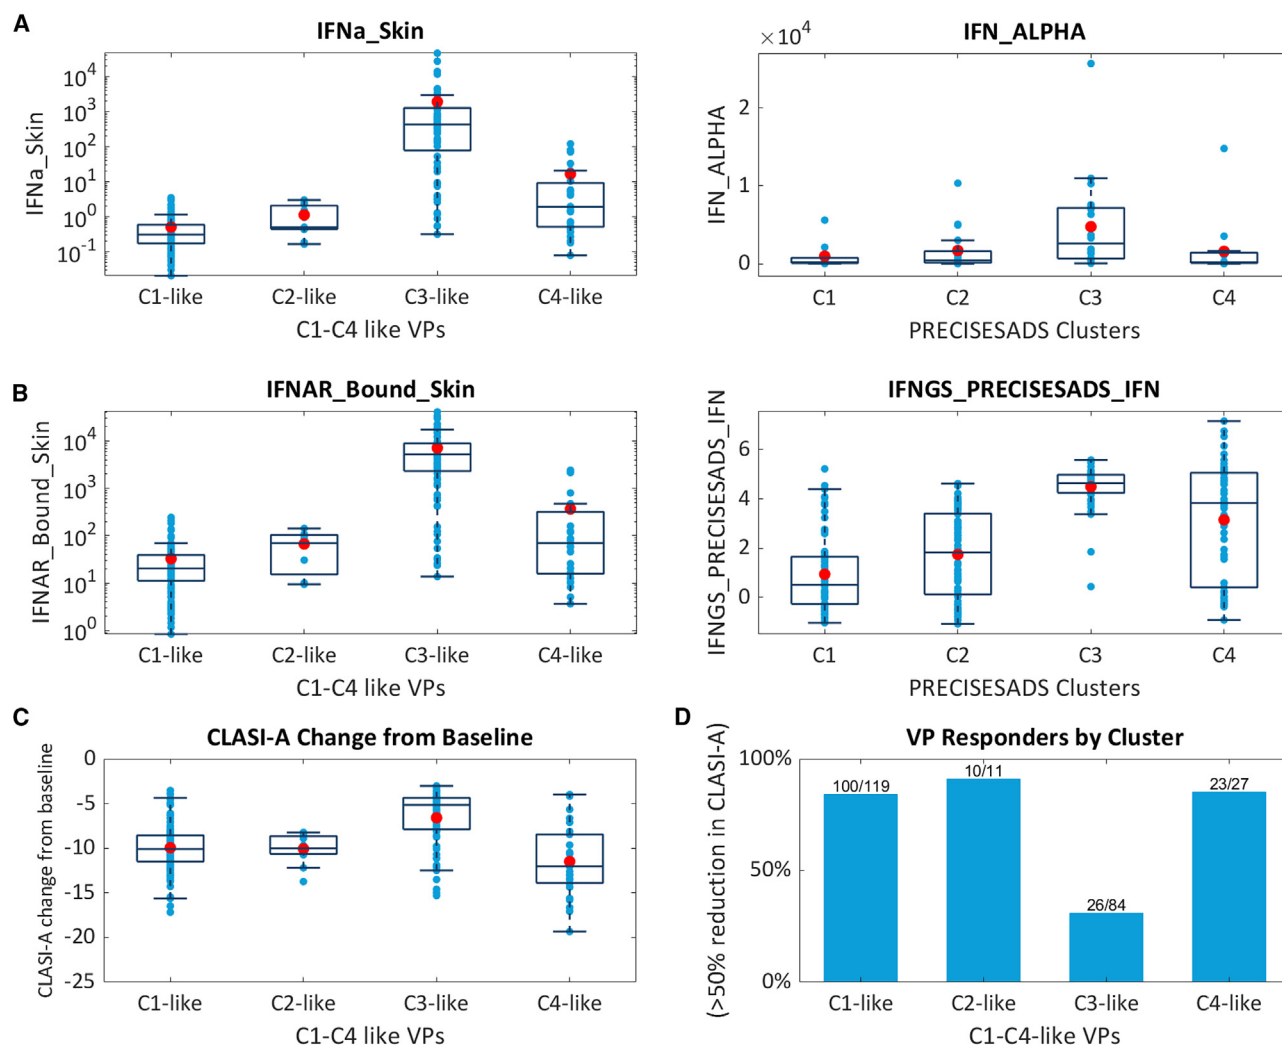 A
IFNa_Skin
IFNa_Skin
10^4
10^3
10^2
10^1
10^0
10^-1
C1-like C2-like C3-like C4-like
C1-C4 like VPs
IFN_ALPHA
×10^4
IFN_ALPHA
2
1
0
C1 C2 C3 C4
PRECISESADS Clusters
B
IFNAR_Bound_Skin
IFNAR_Bound_Skin
10^4
10^3
10^2
10^1
10^0
C1-like C2-like C3-like C4-like
C1-C4 like VPs
IFNGS_PRECISESADS_IFN
IFNGS_PRECISESADS_IFN
6
4
2
0
C1 C2 C3 C4
PRECISESADS Clusters
C
CLASI-A Change from Baseline
CLASI-A change from baseline
0
-5
-10
-15
-20
-25
C1-like C2-like C3-like C4-like
C1-C4 like VPs
D
VP Responders by Cluster
(>50% reduction in CLASI-A)
100%
50%
0%
100/119 10/11 26/84 23/27
C1-like C2-like C3-like C4-like
C1-C4-like VPs